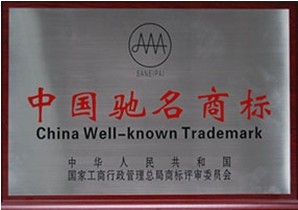 SANEIPAI
中国驰名商标
China Well-known Trademark
中华人民共和国
国家工商行政管理总局商标评审委员会